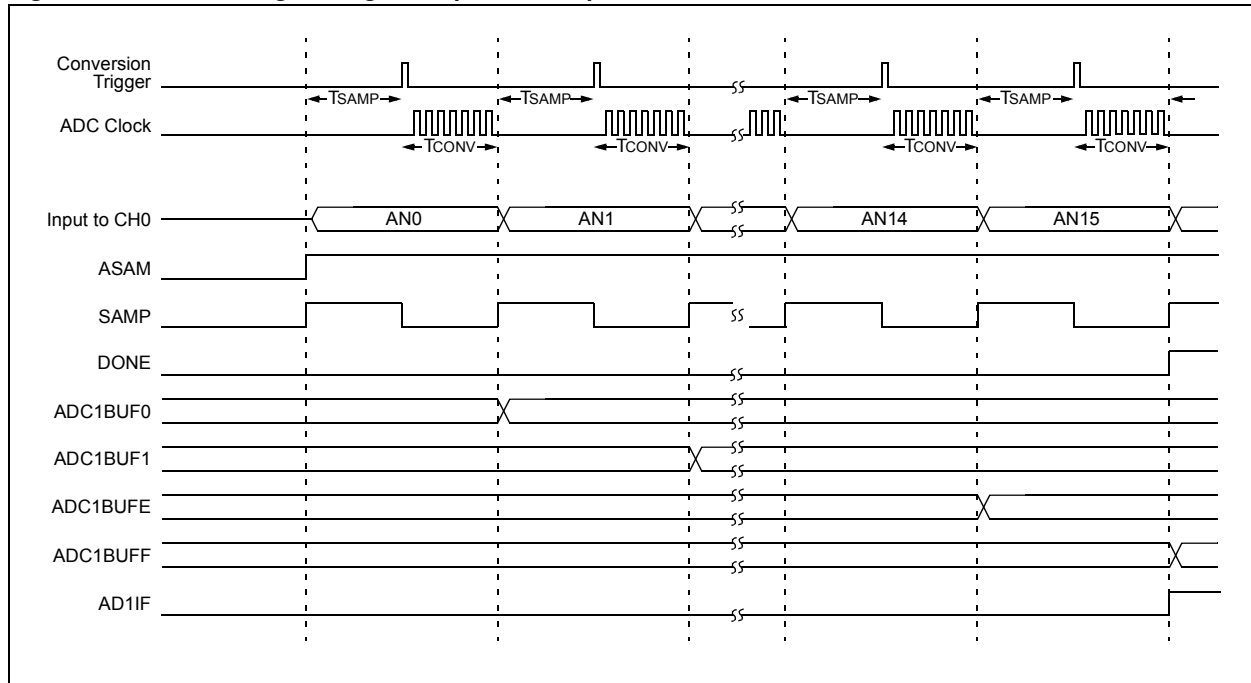 Conversion
Trigger
TSAMP TSAMP TSAMP TSAMP
ADC Clock
TCONV TCONV TCONV TCONV
Input to CH0 AN0 AN1 AN14 AN15
ASAM
SAMP
DONE
ADC1BUF0
ADC1BUF1
ADC1BUFE
ADC1BUFF
AD1IF